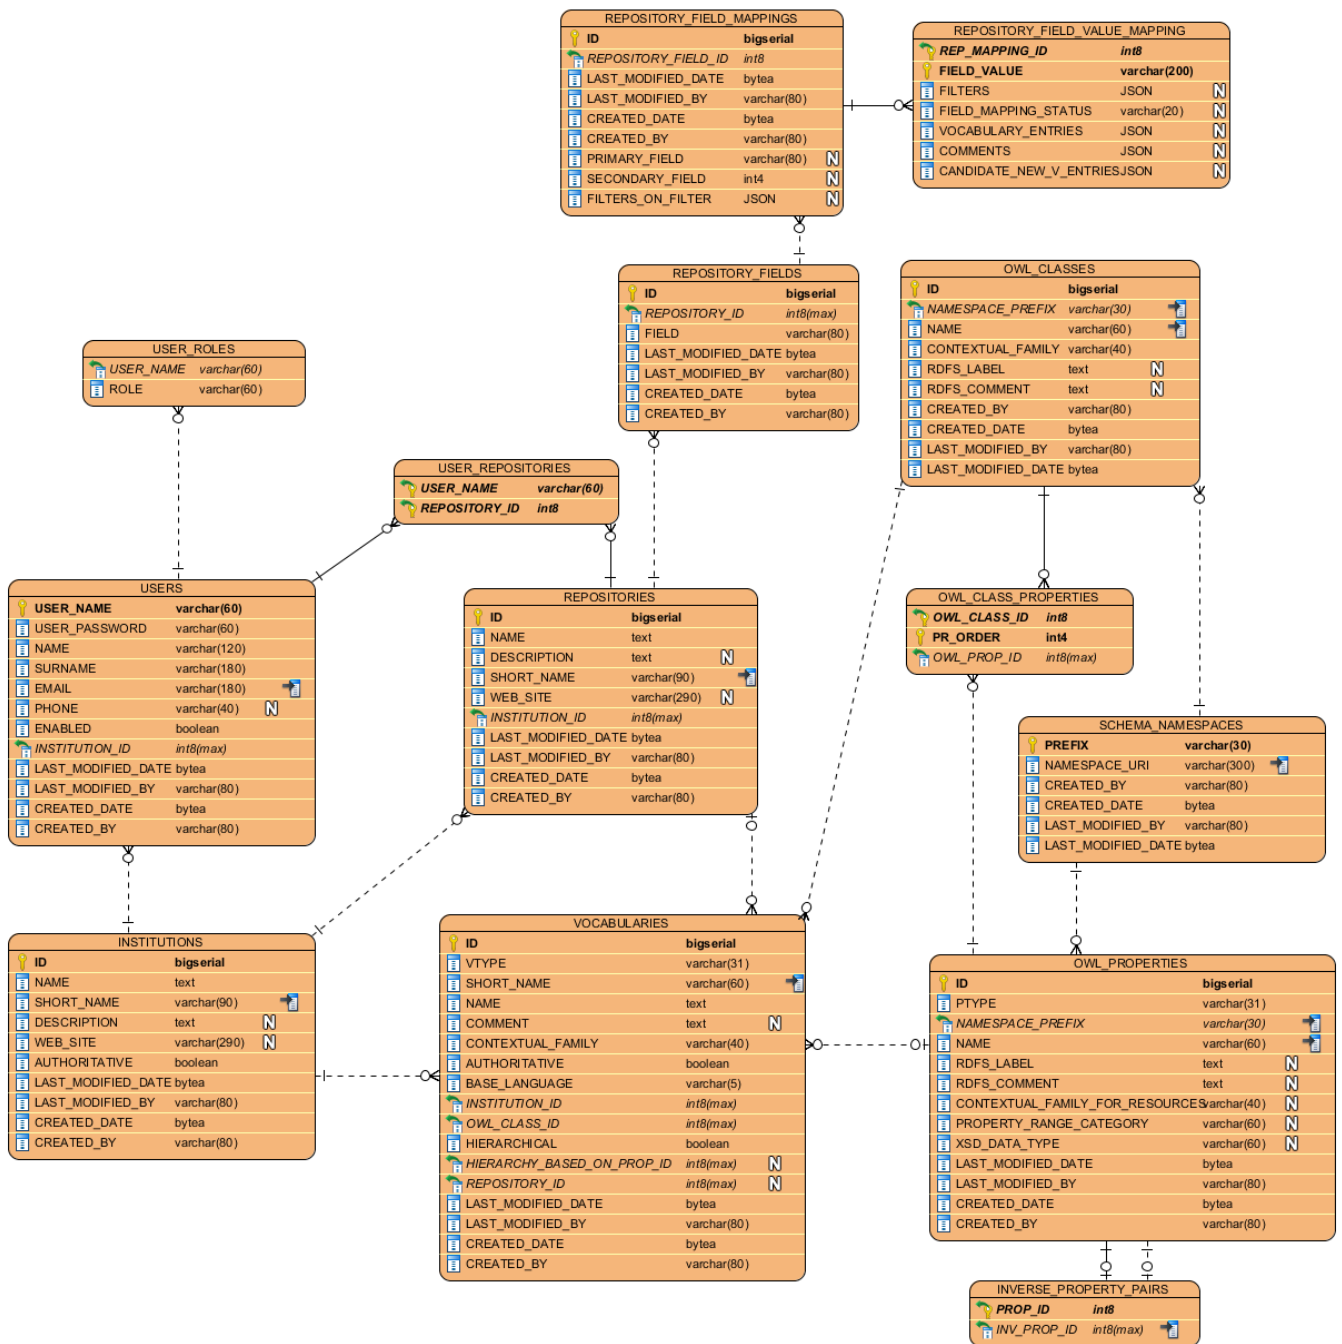 REPOSITORY_FIELD_MAPPINGS
ID bigserial
REPOSITORY_FIELD_ID int8
LAST_MODIFIED_DATE bytea
LAST_MODIFIED_BY varchar(80)
CREATED_DATE bytea
CREATED_BY varchar(80)
PRIMARY_FIELD varchar(80) N
SECONDARY_FIELD int4 N
FILTERS_ON_FILTER JSON N
REPOSITORY_FIELD_VALUE_MAPPING
REP_MAPPING_ID int8
FIELD_VALUE varchar(200)
FILTERS JSON N
FIELD_MAPPING_STATUS varchar(20) N
VOCABULARY_ENTRIES JSON N
COMMENTS JSON N
CANDIDATE_NEW_V_ENTRIES JSON N
REPOSITORY_FIELDS
ID bigserial
REPOSITORY_ID int8(max)
FIELD varchar(80)
LAST_MODIFIED_DATE bytea
LAST_MODIFIED_BY varchar(80)
CREATED_DATE bytea
CREATED_BY varchar(80)
OWL_CLASSES
ID bigserial
NAMESPACE_PREFIX varchar(30)
NAME varchar(60)
CONTEXTUAL_FAMILY varchar(40)
RDFS_LABEL text N
RDFS_COMMENT text N
CREATED_BY varchar(80)
CREATED_DATE bytea
LAST_MODIFIED_BY varchar(80)
LAST_MODIFIED_DATE bytea
USER_ROLES
USER_NAME varchar(60)
ROLE varchar(60)
USER_REPOSITORIES
USER_NAME varchar(60)
REPOSITORY_ID int8
USERS
USER_NAME varchar(60)
USER_PASSWORD varchar(60)
NAME varchar(120)
SURNAME varchar(180)
EMAIL varchar(180)
PHONE varchar(40) N
ENABLED boolean
INSTITUTION_ID int8(max)
LAST_MODIFIED_DATE bytea
LAST_MODIFIED_BY varchar(80)
CREATED_DATE bytea
CREATED_BY varchar(80)
REPOSITORIES
ID bigserial
NAME text
DESCRIPTION text N
SHORT_NAME varchar(90)
WEB_SITE varchar(290) N
INSTITUTION_ID int8(max)
LAST_MODIFIED_DATE bytea
LAST_MODIFIED_BY varchar(80)
CREATED_DATE bytea
CREATED_BY varchar(80)
OWL_CLASS_PROPERTIES
OWL_CLASS_ID int8
PR_ORDER int4
OWL_PROP_ID int8(max)
SCHEMA_NAMESPACES
PREFIX varchar(30)
NAMESPACE_URI varchar(300)
CREATED_BY varchar(80)
CREATED_DATE bytea
LAST_MODIFIED_BY varchar(80)
LAST_MODIFIED_DATE bytea
INSTITUTIONS
ID bigserial
NAME text
SHORT_NAME varchar(90)
DESCRIPTION text N
WEB_SITE varchar(290) N
AUTHORITATIVE boolean
LAST_MODIFIED_DATE bytea
LAST_MODIFIED_BY varchar(80)
CREATED_DATE bytea
CREATED_BY varchar(80)
VOCABULARIES
ID bigserial
VTYPE varchar(31)
SHORT_NAME varchar(60)
NAME text
COMMENT text N
CONTEXTUAL_FAMILY varchar(40)
AUTHORITATIVE boolean
BASE_LANGUAGE varchar(5)
INSTITUTION_ID int8(max)
OWL_CLASS_ID int8(max)
HIERARCHICAL boolean
HIERARCHY_BASED_ON_PROP_ID int8(max) N
REPOSITORY_ID int8(max) N
LAST_MODIFIED_DATE bytea
LAST_MODIFIED_BY varchar(80)
CREATED_DATE bytea
CREATED_BY varchar(80)
OWL_PROPERTIES
ID bigserial
PTYPE varchar(31)
NAMESPACE_PREFIX varchar(30)
NAME varchar(60)
RDFS_LABEL text N
RDFS_COMMENT text N
CONTEXTUAL_FAMILY_FOR_RESOURCES varchar(40) N
PROPERTY_RANGE_CATEGORY varchar(60) N
XSD_DATA_TYPE varchar(60) N
LAST_MODIFIED_DATE bytea
LAST_MODIFIED_BY varchar(80)
CREATED_DATE bytea
CREATED_BY varchar(80)
INVERSE_PROPERTY_PAIRS
PROP_ID int8
INV_PROP_ID int8(max)